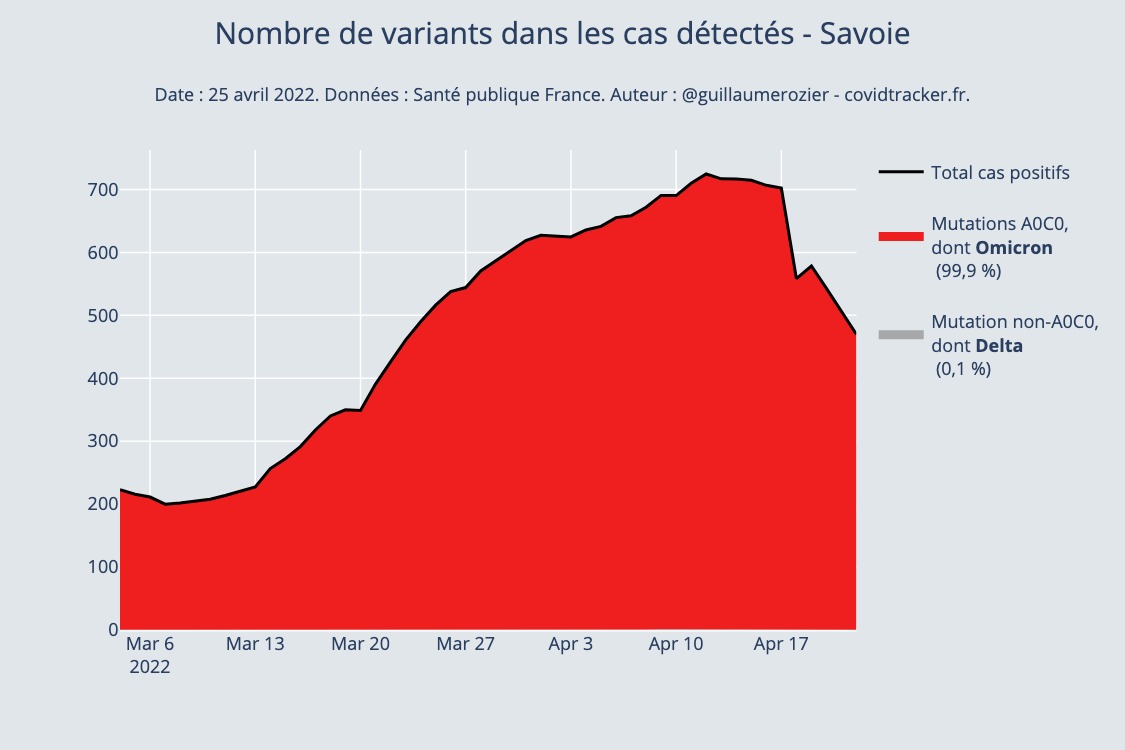 Nombre de variants dans les cas détectés - Savoie
Date : 25 avril 2022. Données : Santé publique France. Auteur : @guillaumerozier - covidtracker.fr.
Total cas positifs
Mutations A0C0,
dont Omicron
(99,9 %)
Mutation non-A0C0,
dont Delta
(0,1 %)
700
600
500
400
300
200
100
0
Mar 6 Mar 13 Mar 20 Mar 27 Apr 3 Apr 10 Apr 17
2022